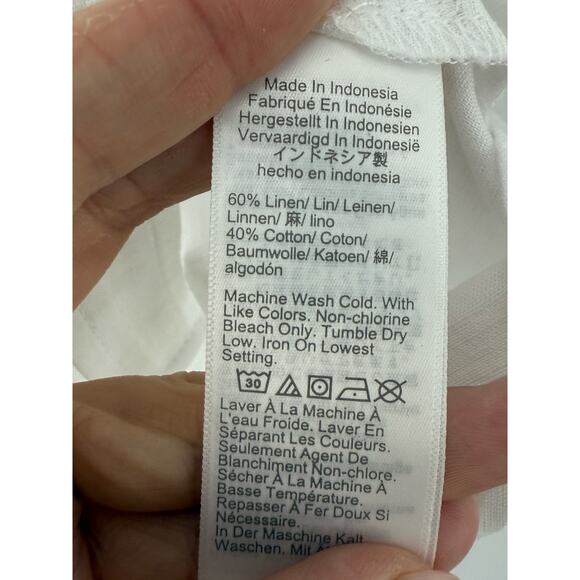 Made In Indonesia
Fabriqué En Indonésie
Hergestellt In Indonesien
Vervaardigd In Indonesië
インドネシア製
hecho en indonesia
60% Linen/ Lin/ Leinen/
Linnen/ 麻/ lino
40% Cotton/ Coton/
Baumwolle/ Katoen/ 綿/
algodón
Machine Wash Cold. With
Like Colors. Non-chlorine
Bleach Only. Tumble Dry
Low. Iron On Lowest
Setting.
30
Laver À La Machine À
L'eau Froide. Laver En
Séparant Les Couleurs.
Seulement Agent De
Blanchiment Non-chlore.
Sécher À La Machine À
Basse Température.
Repasser À Fer Doux Si
Nécessaire.
In Der Maschine Kalt
Waschen. Mit